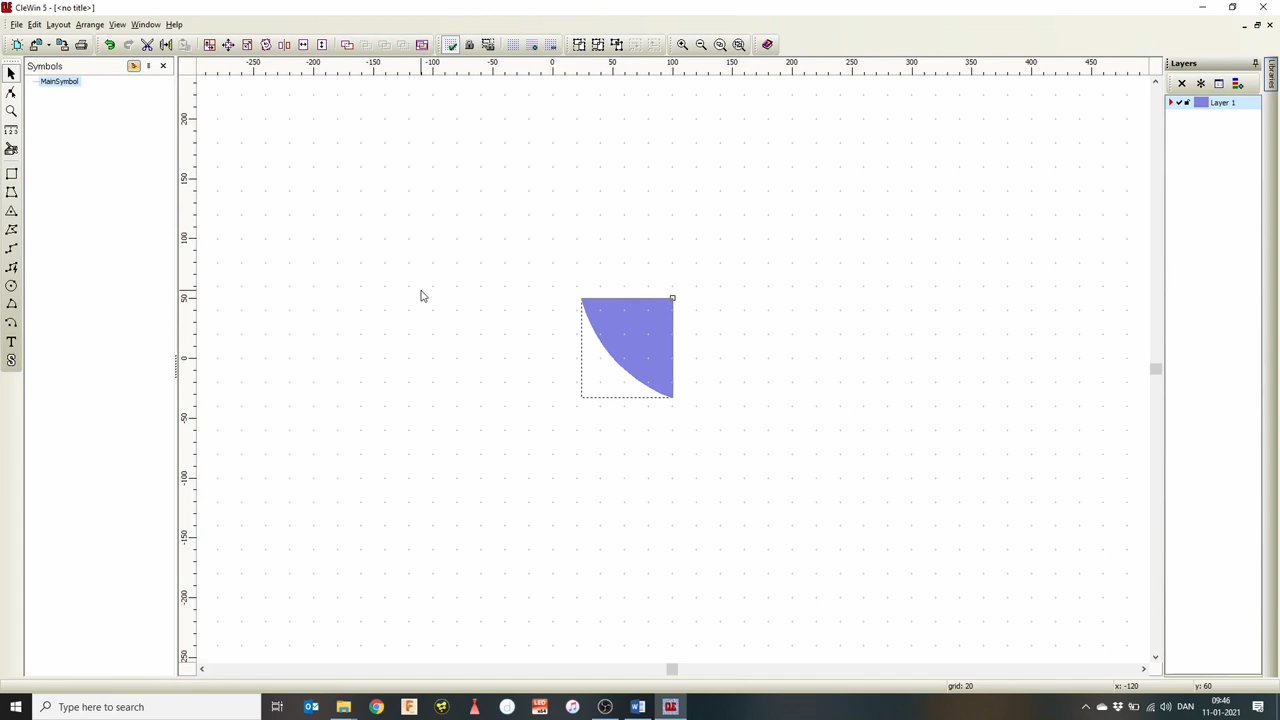 CleWin 5 - [<no title>]
File Edit Layout Arrange View Window Help
Symbols
MainSymbol
-250 -200 -150 -100 -50 0 50 100 150 200 250 300 350 400 450
200
150
100
50
0
-50
-100
-150
-200
250
Layers
Layer 1
Libraries
grid: 20 x: -120 y: 60
Type here to search
DAN
09:46
11-01-2021